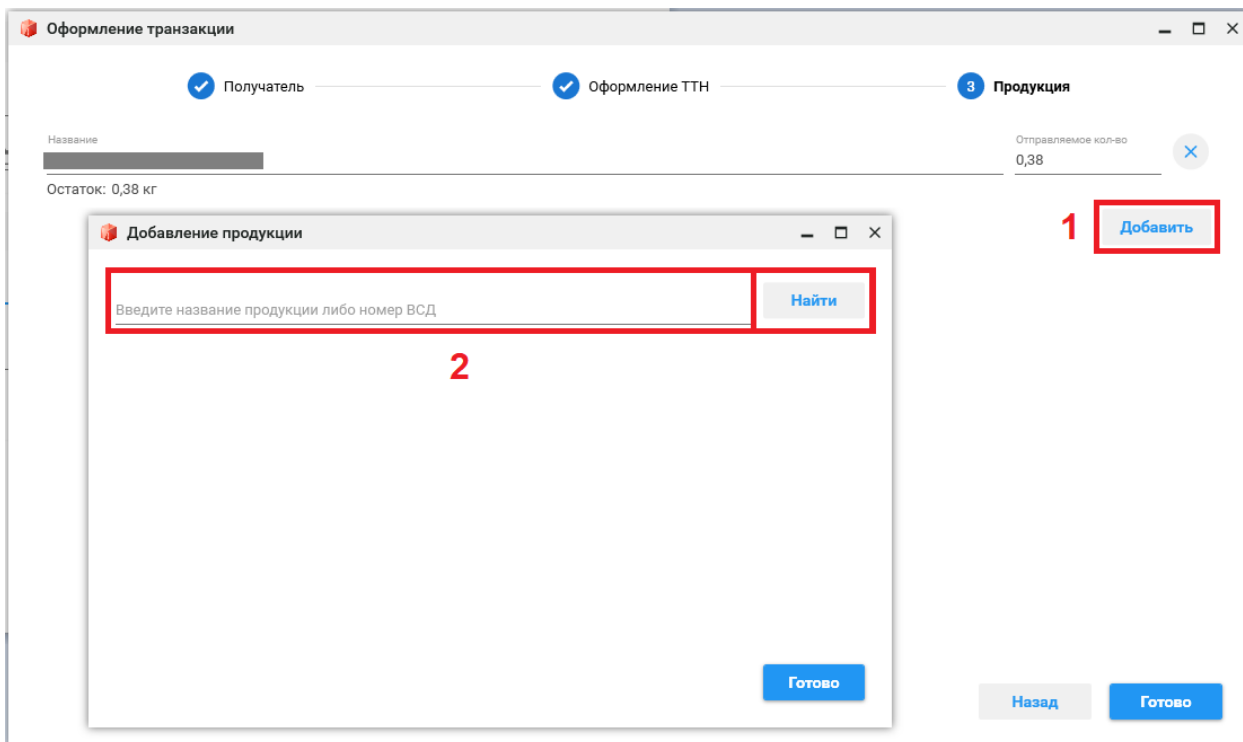 Оформление транзакции
Получатель
Оформление ТТН
3 Продукция
Название
Отправляемое кол-во
0,38
Остаток: 0,38 кг
1
Добавить
Добавление продукции
Введите название продукции либо номер ВСД
Найти
2
Готово
Назад
Готово